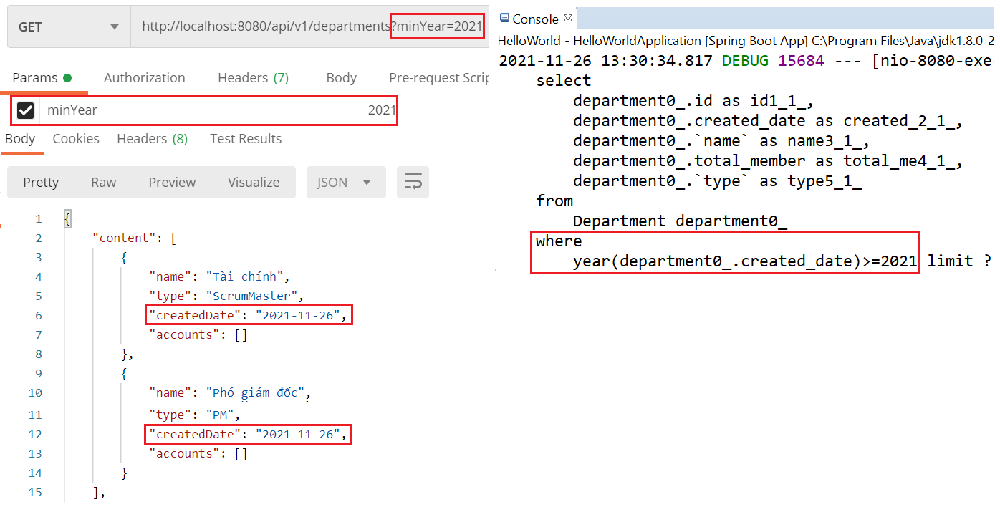 GET http://localhost:8080/api/v1/departments?minYear=2021
Params Authorization Headers (7) Body Pre-request Scrip
minYear 2021
Body Cookies Headers (8) Test Results
Pretty Raw Preview Visualize JSON
1 {
2 "content": [
3 {
4 "name": "Tài chính",
5 "type": "ScrumMaster",
6 "createdDate": "2021-11-26",
7 "accounts": []
8 },
9 {
10 "name": "Phó giám đốc",
11 "type": "PM",
12 "createdDate": "2021-11-26",
13 "accounts": []
14 }
15 ],
Console
HelloWorld - HelloWorldApplication [Spring Boot App] C:\Program Files\Java\jdk1.8.0_2
2021-11-26 13:30:34.817 DEBUG 15684 --- [nio-8080-exec
select
department0_.id as id1_1_,
department0_.created_date as created_2_1_,
department0_.`name` as name3_1_,
department0_.total_member as total_me4_1_,
department0_.`type` as type5_1_
from
Department department0_
where
year(department0_.created_date)>=2021 limit ?